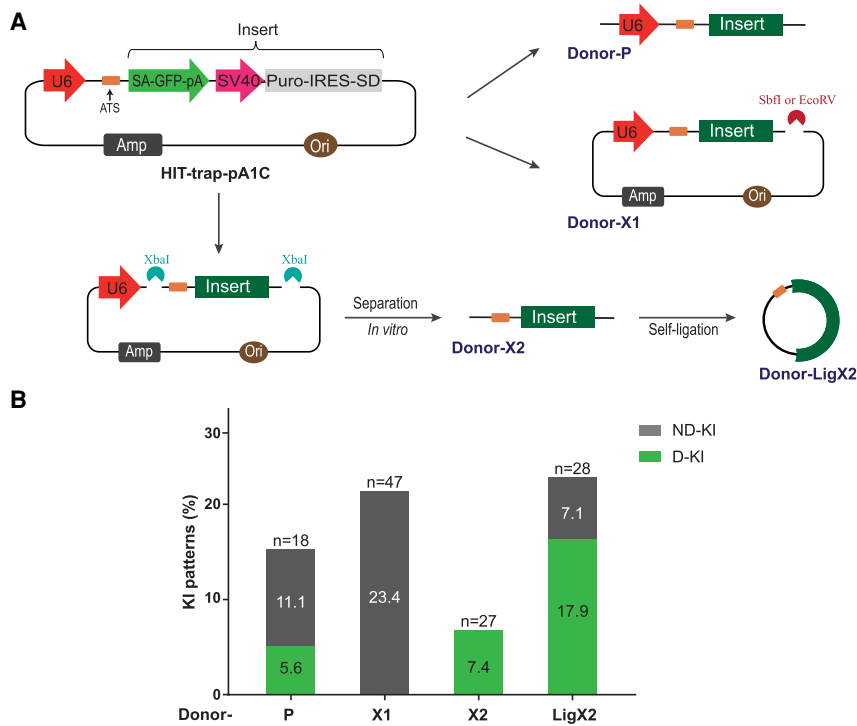 A
Insert
U6
SA-GFP-pA
SV40-Puro-IRES-SD
ATS
Amp
Ori
HIT-trap-pA1C
U6
Insert
Donor-P
SbfI or EcoRV
U6
Insert
Amp
Ori
Donor-X1
XbaI
XbaI
U6
Insert
Amp
Ori
Separation
In vitro
Insert
Donor-X2
Self-ligation
Donor-LigX2
B
KI patterns (%)
30
20
10
0
n=18
11.1
5.6
n=47
23.4
n=27
7.4
n=28
7.1
17.9
ND-KI
D-KI
Donor-
P
X1
X2
LigX2